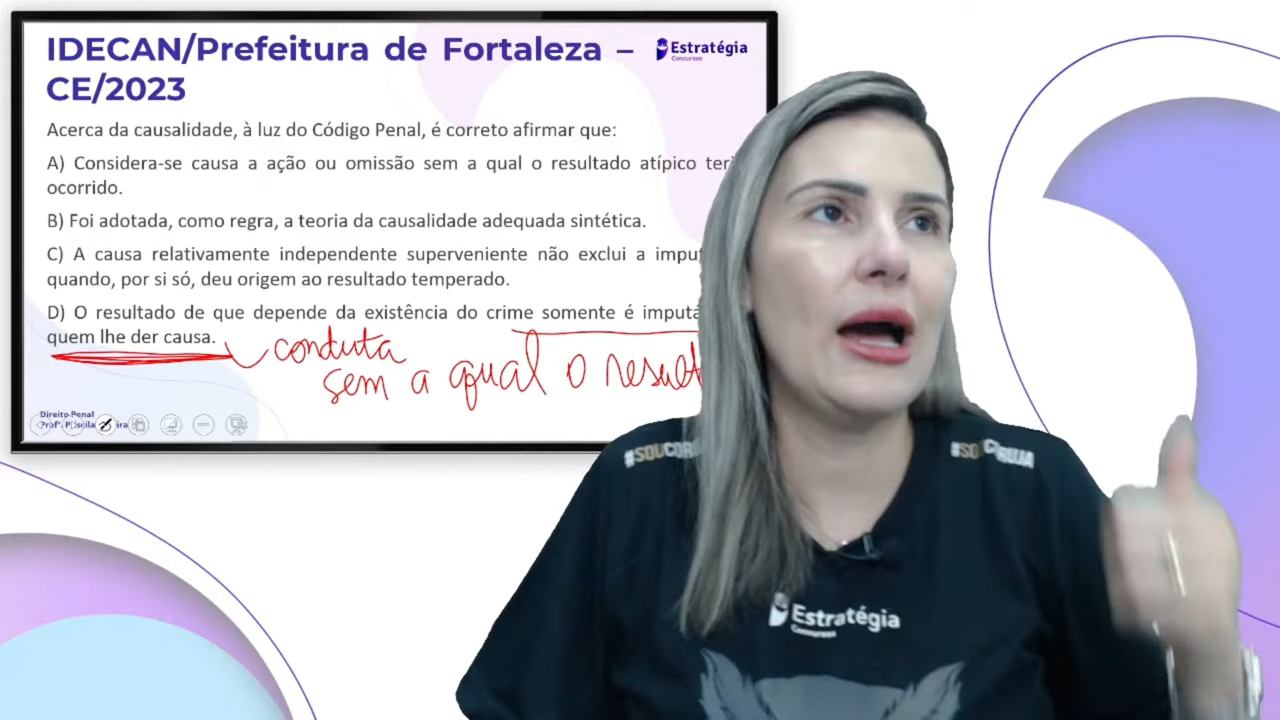 IDECAN/Prefeitura de Fortaleza –
CE/2023
Estratégia
Concursos
Acerca da causalidade, à luz do Código Penal, é correto afirmar que:
A) Considera-se causa a ação ou omissão sem a qual o resultado atípico
ocorrido.
B) Foi adotada, como regra, a teoria da causalidade adequada sintética.
C) A causa relativamente independente superveniente não exclui a
quando, por si só, deu origem ao resultado temperado.
D) O resultado de que depende da existência do crime somente é
quem lhe der causa.
conduta
sem a qual o
Direito Penal
#SOU
Estratégia
Concursos